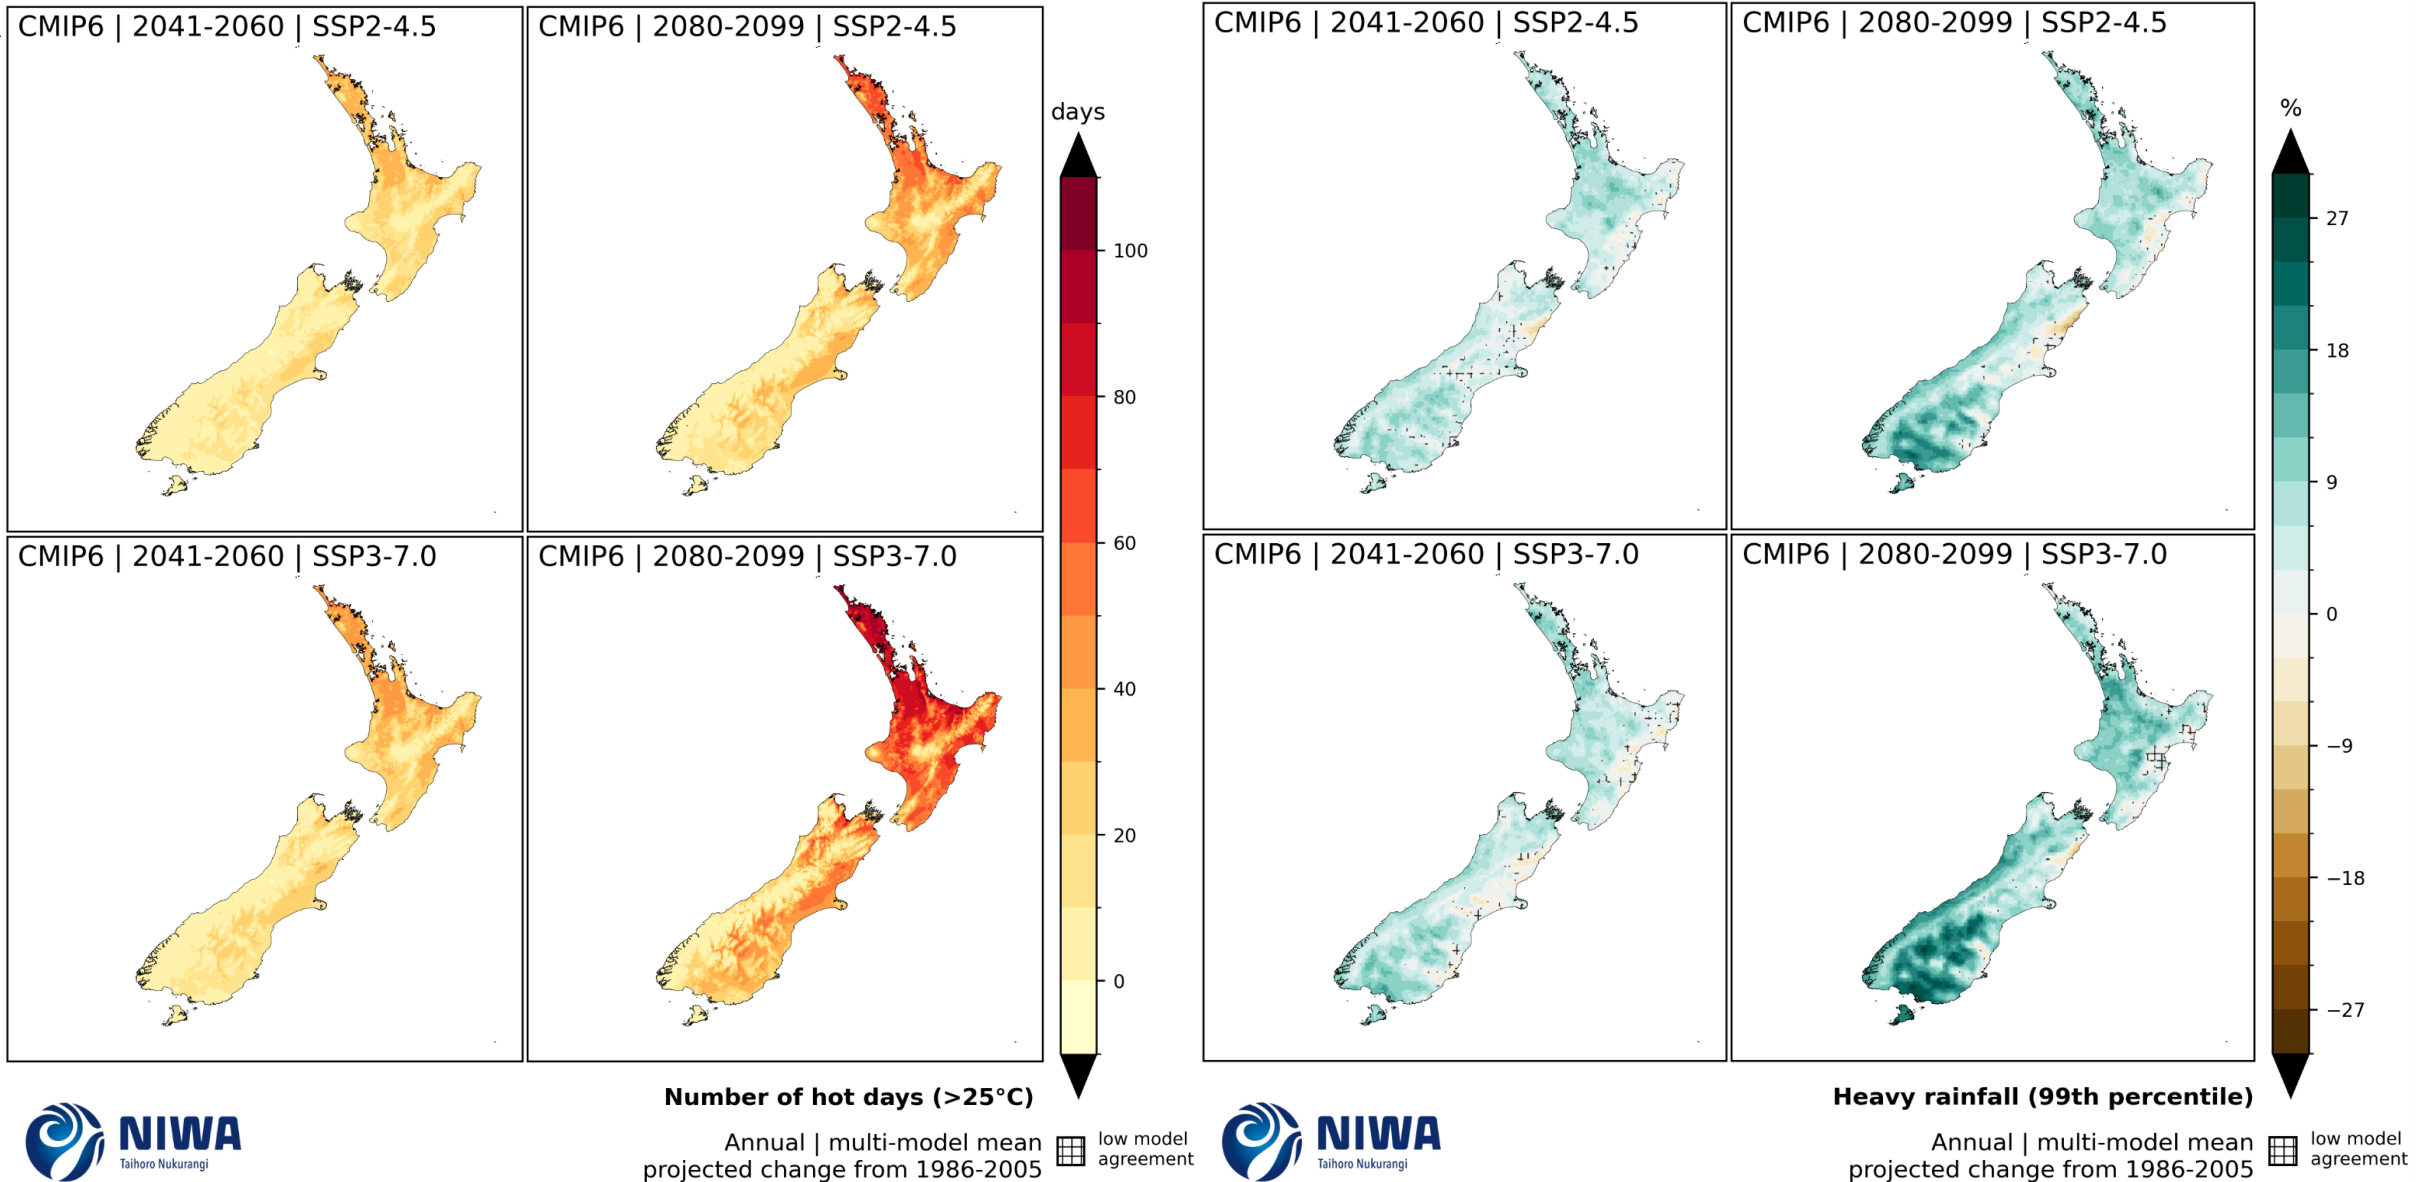 CMIP6 | 2041-2060 | SSP2-4.5
CMIP6 | 2080-2099 | SSP2-4.5
CMIP6 | 2041-2060 | SSP3-7.0
CMIP6 | 2080-2099 | SSP3-7.0
days
100
80
60
40
20
0
Number of hot days (>25°C)
Annual | multi-model mean
projected change from 1986-2005
low model
agreement
NIWA
Taihoro Nukurangi
CMIP6 | 2041-2060 | SSP2-4.5
CMIP6 | 2080-2099 | SSP2-4.5
CMIP6 | 2041-2060 | SSP3-7.0
CMIP6 | 2080-2099 | SSP3-7.0
%
27
18
9
0
−9
−18
−27
Heavy rainfall (99th percentile)
Annual | multi-model mean
projected change from 1986-2005
low model
agreement
NIWA
Taihoro Nukurangi